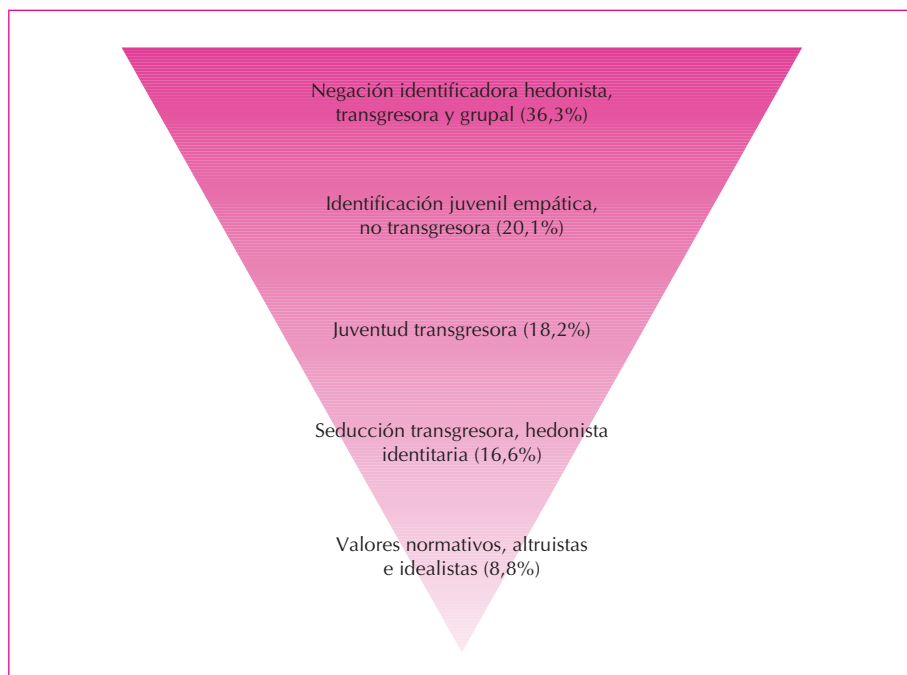 Negación identificadora hedonista,
transgresora y grupal (36,3%)
Identificación juvenil empática,
no transgresora (20,1%)
Juventud transgresora (18,2%)
Seducción transgresora, hedonista
identitaria (16,6%)
Valores normativos, altruistas
e idealistas (8,8%)